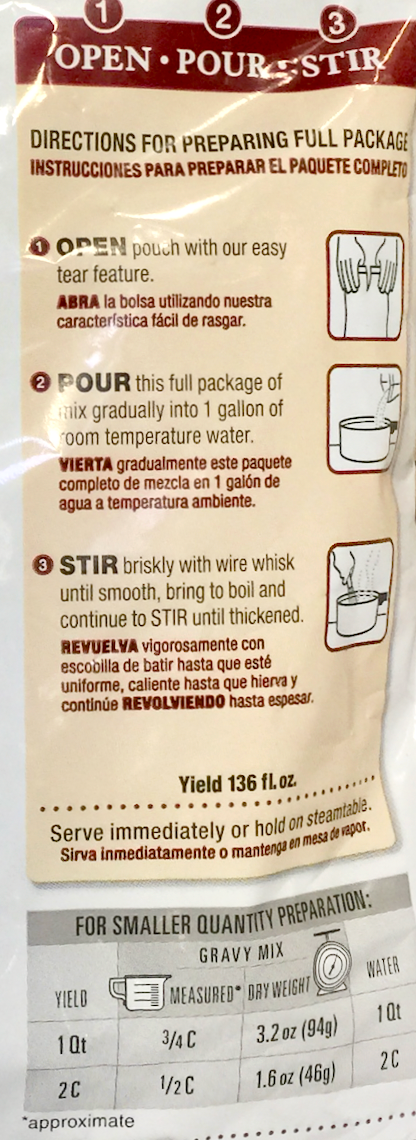 1 2 3
OPEN • POUR • STIR
DIRECTIONS FOR PREPARING FULL PACKAGE
INSTRUCCIONES PARA PREPARAR EL PAQUETE COMPLETO
1 OPEN pouch with our easy
tear feature.
ABRA la bolsa utilizando nuestra
característica fácil de rasgar.
2 POUR this full package of
mix gradually into 1 gallon of
room temperature water.
VIERTA gradualmente este paquete
completo de mezcla en 1 galón de
agua a temperatura ambiente.
3 STIR briskly with wire whisk
until smooth, bring to boil and
continue to STIR until thickened.
REVUELVA vigorosamente con
escobilla de batir hasta que esté
uniforme, caliente hasta que hierva y
continúe REVOLVIENDO hasta espesar.
Yield 136 fl. oz.
Serve immediately or hold on steamtable.
Sirva inmediatamente o mantenga en mesa de vapor.
FOR SMALLER QUANTITY PREPARATION:
GRAVY MIX
YIELD MEASURED* DRY WEIGHT WATER
1 Qt 3/4 C 3.2 oz (94g) 1 Qt
2 C 1/2 C 1.6 oz (46g) 2 C
*approximate